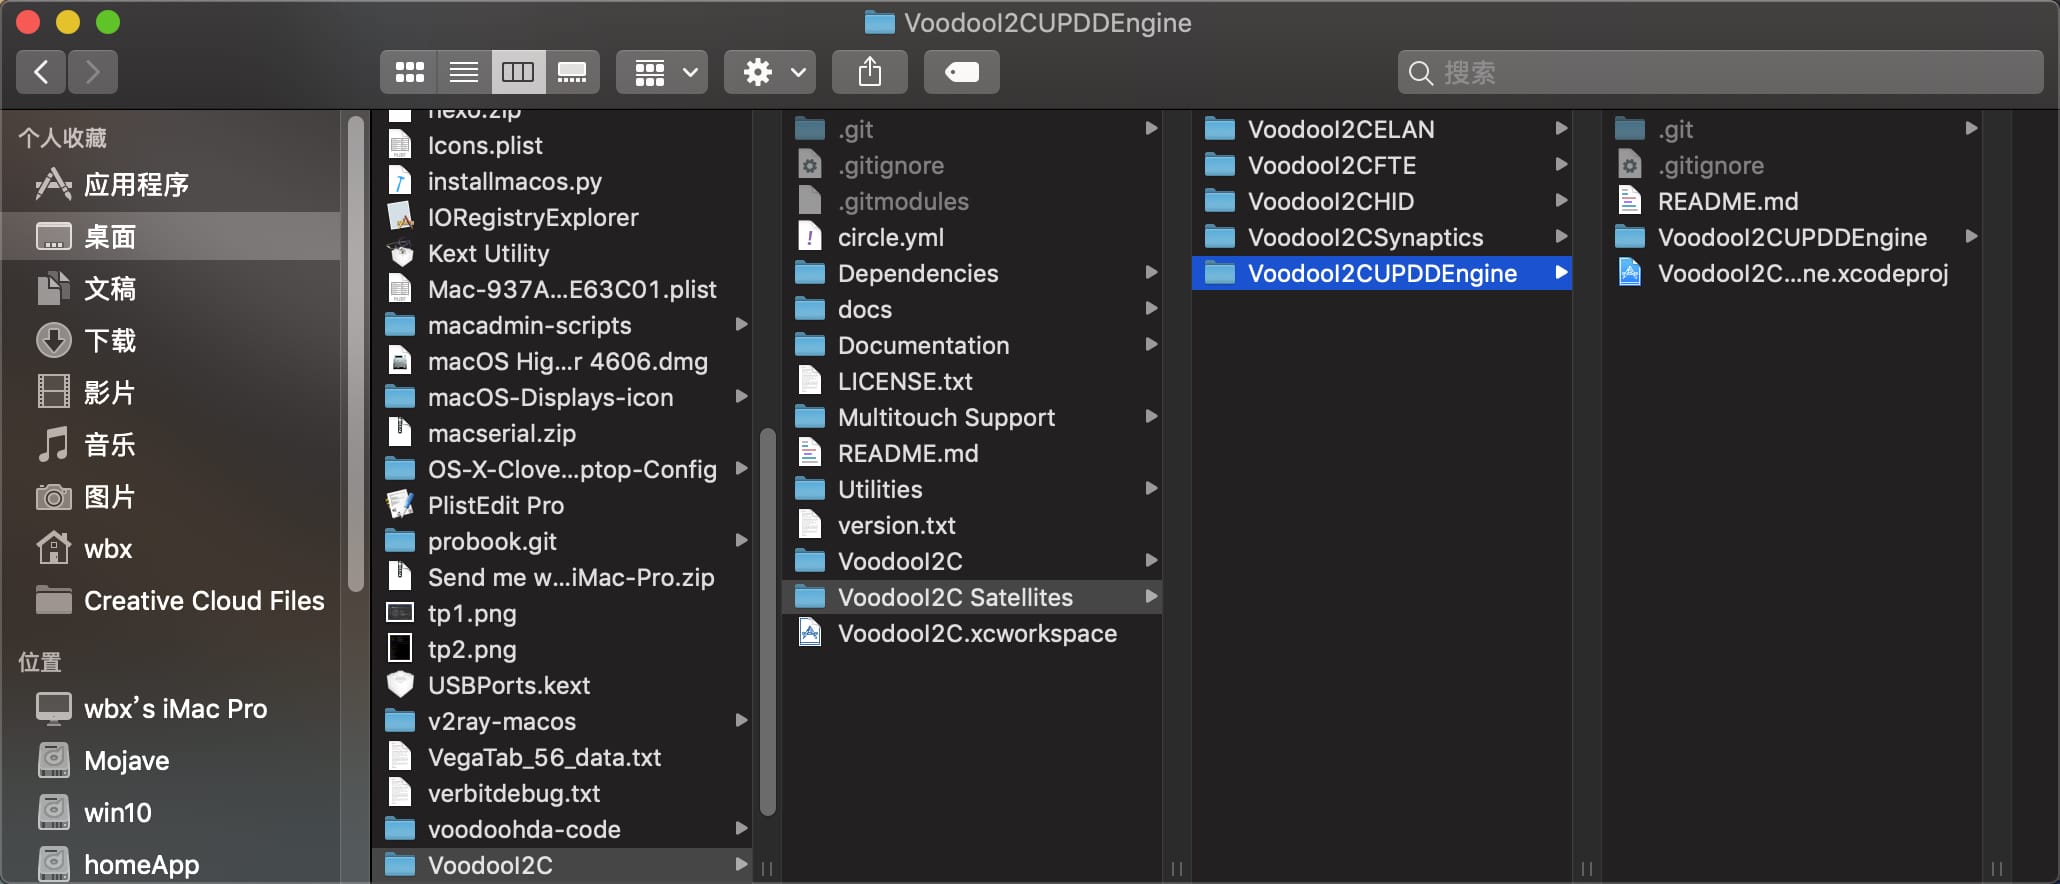 VoodooI2CUPDDEngine
搜索
个人收藏
应用程序
桌面
文稿
下载
影片
音乐
图片
wbx
Creative Cloud Files
位置
wbx's iMac Pro
Mojave
win10
homeApp
nexo.zip
Icons.plist
installmacos.py
IORegistryExplorer
Kext Utility
Mac-937A...E63C01.plist
macadmin-scripts
macOS Hig...r 4606.dmg
macOS-Displays-icon
macserial.zip
OS-X-Clove...ptop-Config
PlistEdit Pro
probook.git
Send me w...iMac-Pro.zip
tp1.png
tp2.png
USBPorts.kext
v2ray-macos
VegaTab_56_data.txt
verbitdebug.txt
voodoohda-code
VoodooI2C
.git
.gitignore
.gitmodules
circle.yml
Dependencies
docs
Documentation
LICENSE.txt
Multitouch Support
README.md
Utilities
version.txt
VoodooI2C
VoodooI2C Satellites
VoodooI2C.xcworkspace
VoodooI2CELAN
VoodooI2CFTE
VoodooI2CHID
VoodooI2CSynaptics
VoodooI2CUPDDEngine
.git
.gitignore
README.md
VoodooI2CUPDDEngine
VoodooI2C...ne.xcodeproj